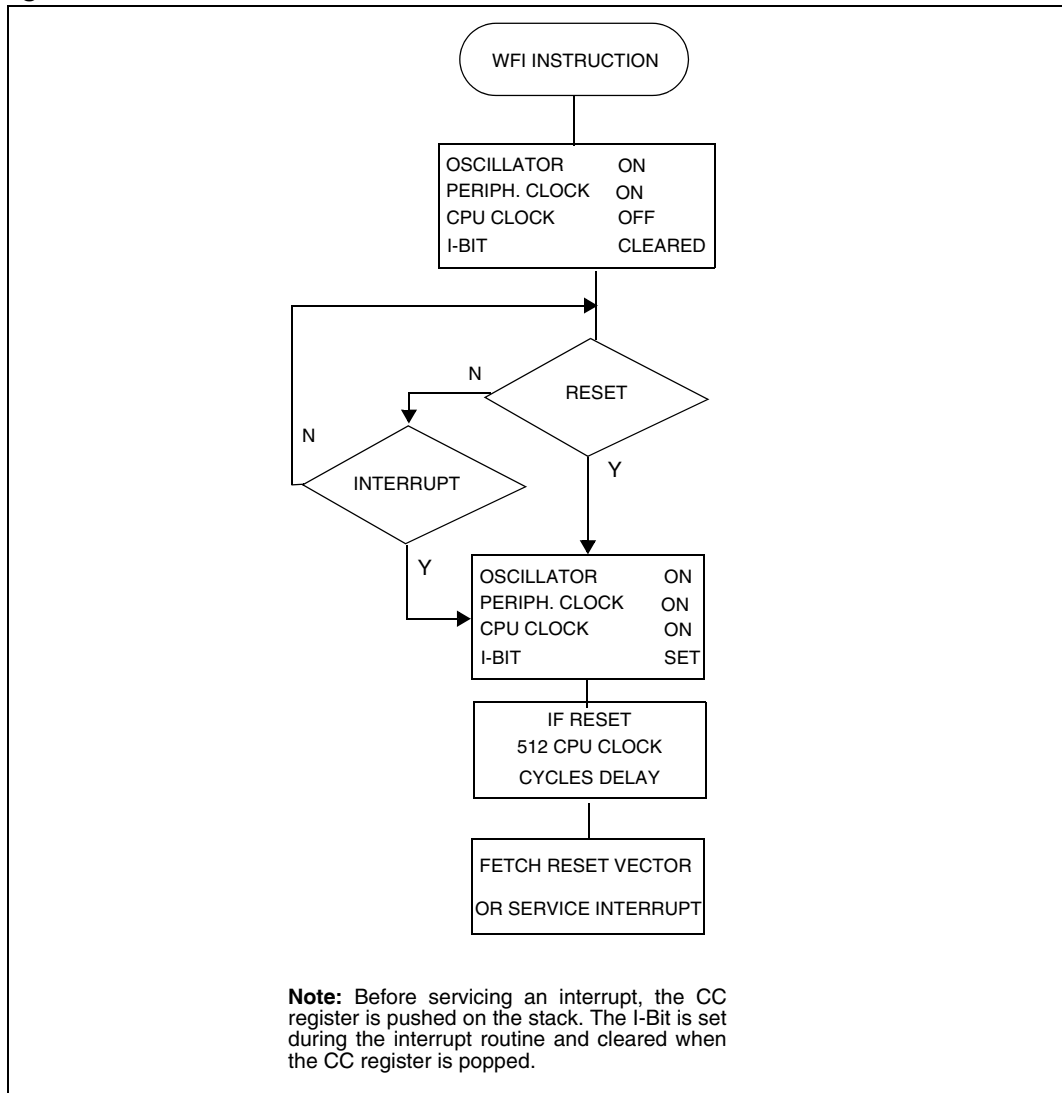 WFI INSTRUCTION
OSCILLATOR ON
PERIPH. CLOCK ON
CPU CLOCK OFF
I-BIT CLEARED
N
RESET
N
INTERRUPT
Y
Y
OSCILLATOR ON
PERIPH. CLOCK ON
CPU CLOCK ON
I-BIT SET
IF RESET
512 CPU CLOCK
CYCLES DELAY
FETCH RESET VECTOR
OR SERVICE INTERRUPT
Note: Before servicing an interrupt, the CC
register is pushed on the stack. The I-Bit is set
during the interrupt routine and cleared when
the CC register is popped.